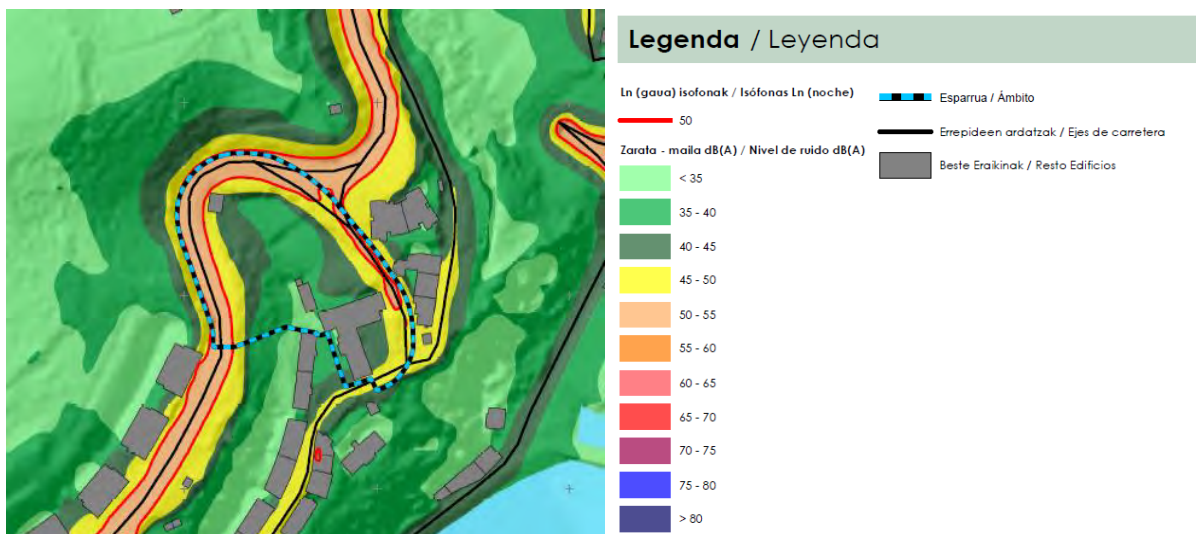 Legenda / Leyenda
Ln (gaua) isofonak / Isófonas Ln (noche)
50
Zarata - maila dB(A) / Nivel de ruido dB(A)
< 35
35 - 40
40 - 45
45 - 50
50 - 55
55 - 60
60 - 65
65 - 70
70 - 75
75 - 80
> 80
Esparrua / Ámbito
Errepideen ardatzak / Ejes de carretera
Beste Eraikinak / Resto Edificios